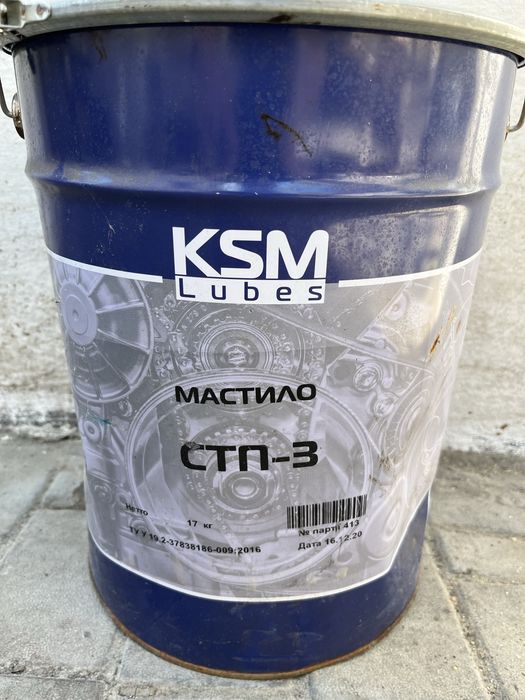 KSM
Lubes
МАСТИЛО
СТП-3
Нетто 17 кг
№ партії 413
ТУ У 19.2-37838186-009:2016
Дата 16.12.20